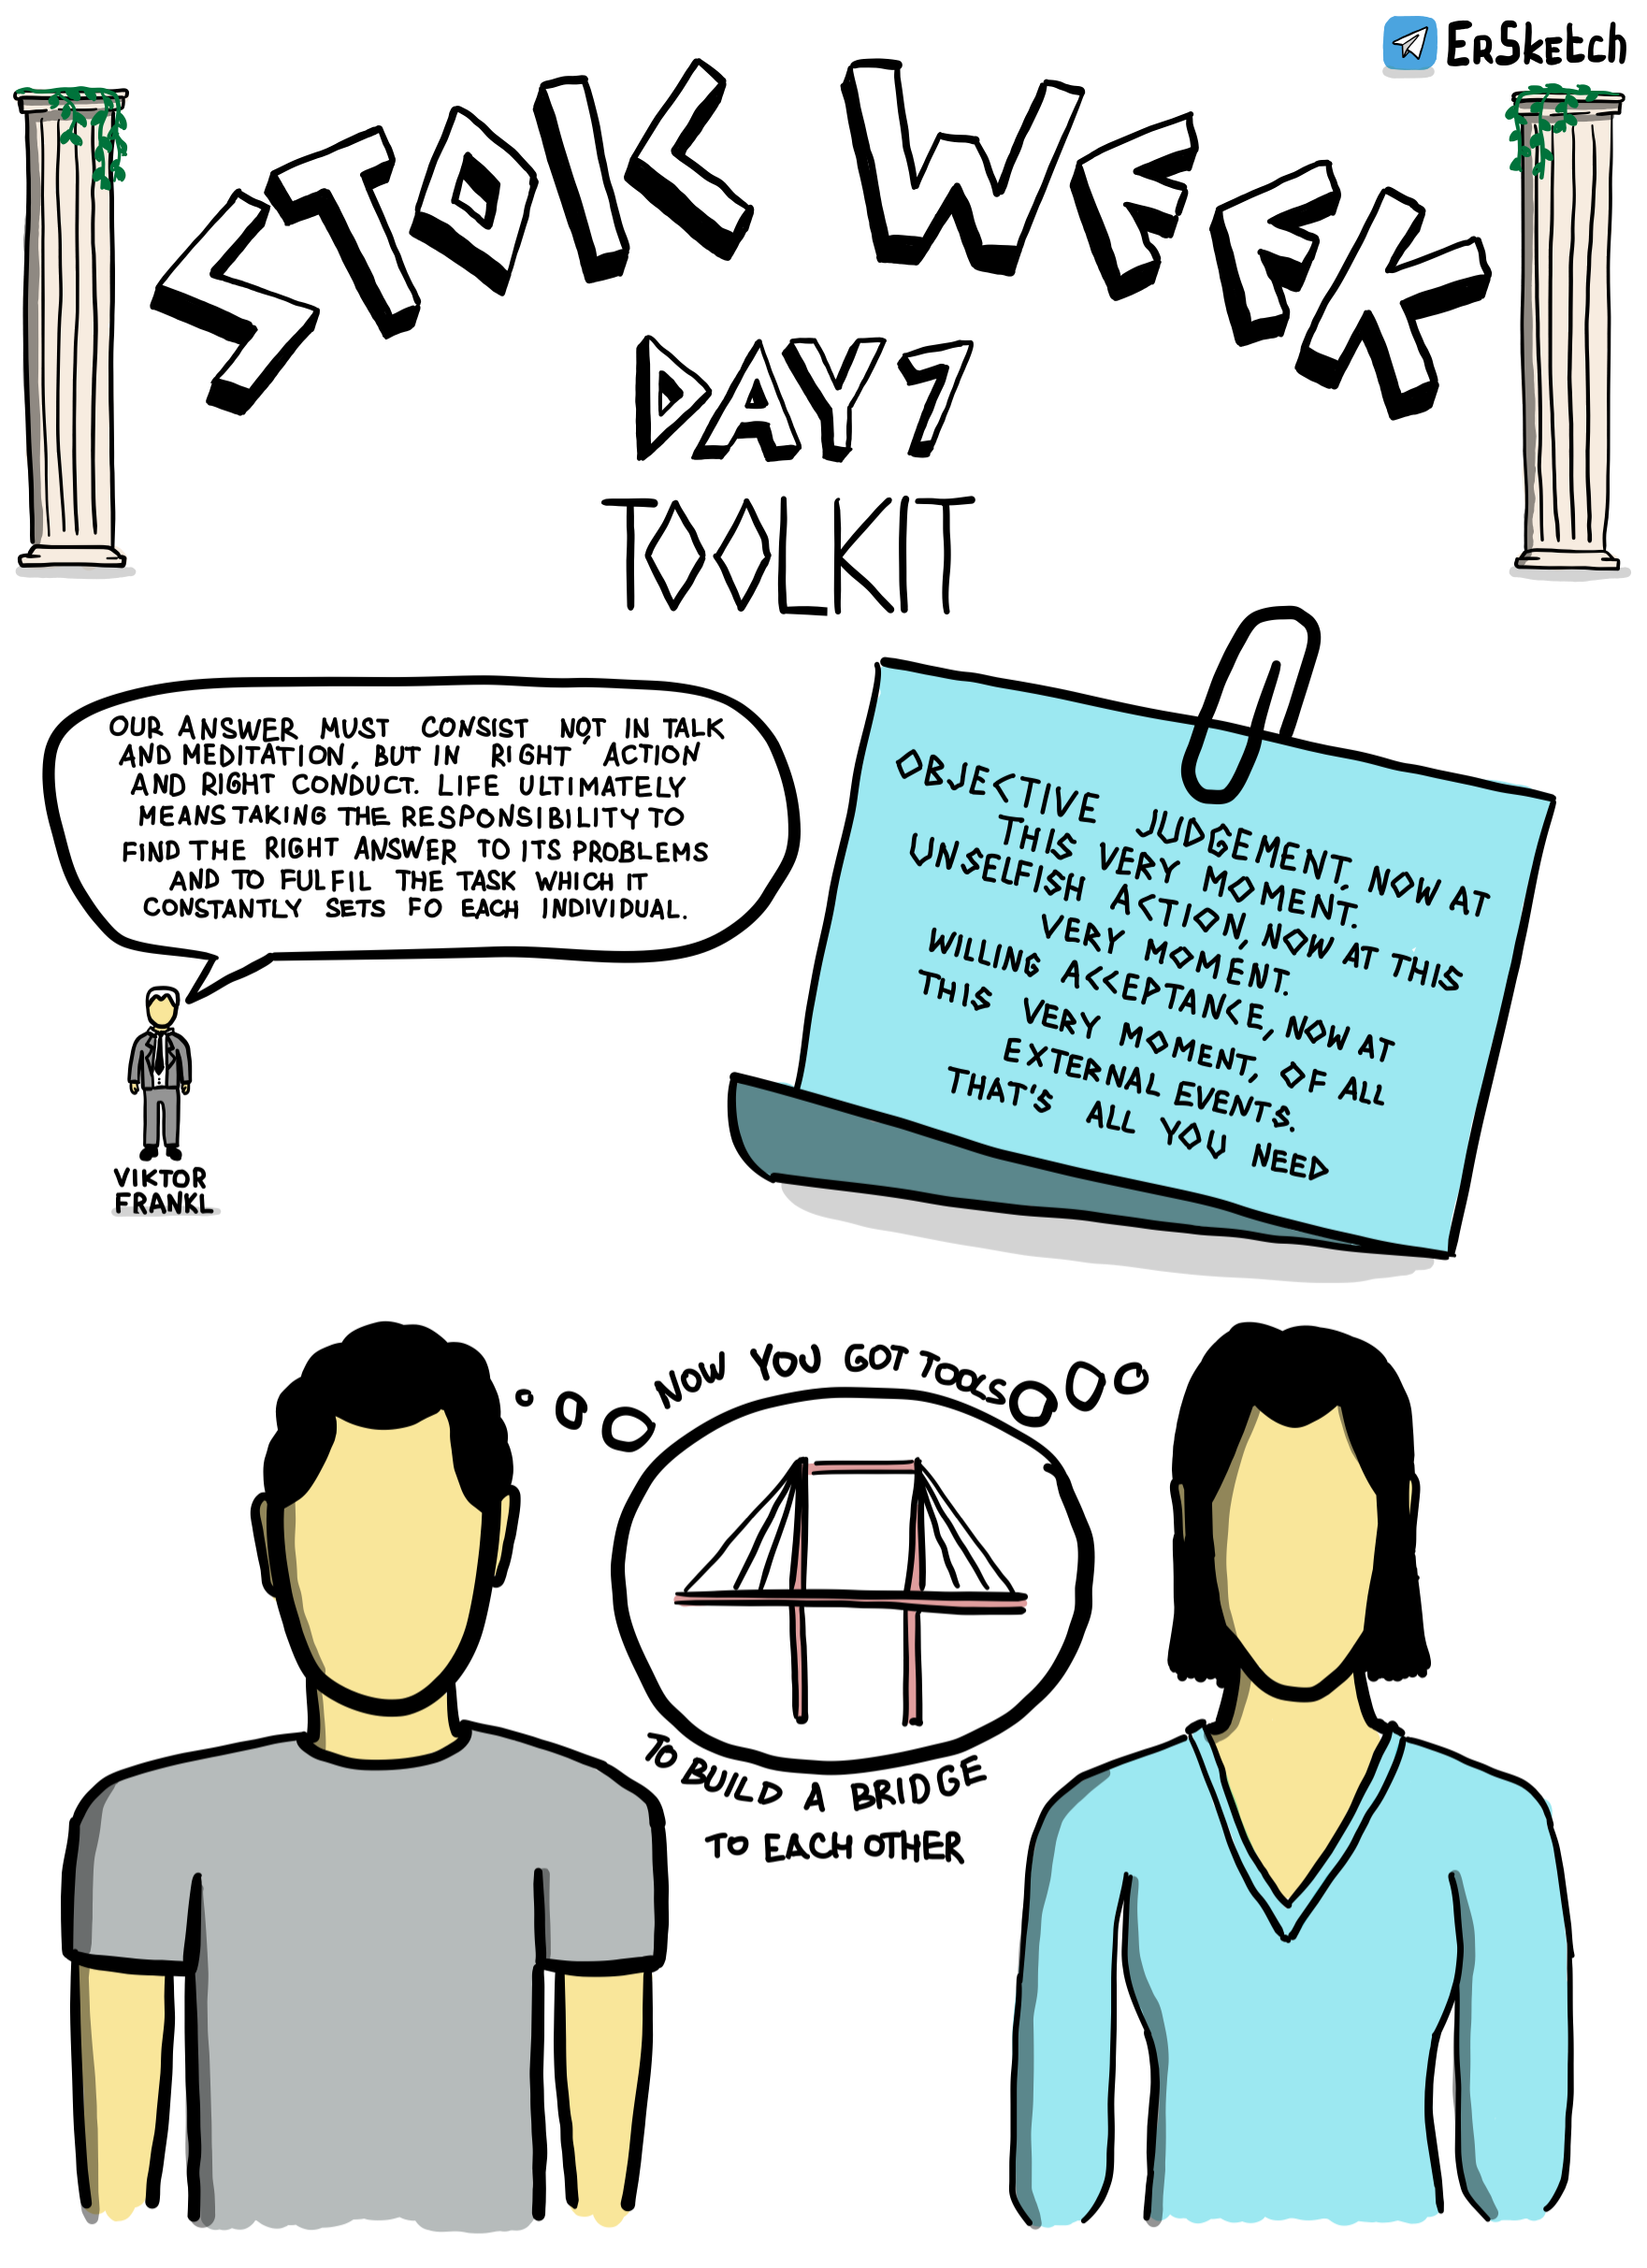 ErSketch
STOIC WEEK
DAY 7
TOOLKIT
OUR ANSWER MUST CONSIST NOT IN TALK
AND MEDITATION, BUT IN RIGHT ACTION
AND RIGHT CONDUCT. LIFE ULTIMATELY
MEANS TAKING THE RESPONSIBILITY TO
FIND THE RIGHT ANSWER TO ITS PROBLEMS
AND TO FULFIL THE TASK WHICH IT
CONSTANTLY SETS FO EACH INDIVIDUAL.
VIKTOR
FRANKL
OBJECTIVE JUDGEMENT, NOW AT
THIS VERY MOMENT.
UNSELFISH ACTION, NOW AT THIS
VERY MOMENT.
WILLING ACCEPTANCE, NOW AT
THIS VERY MOMENT, OF ALL
EXTERNAL EVENTS.
THAT'S ALL YOU NEED
NOW YOU GOT TOOLS
TO BUILD A BRIDGE
TO EACH OTHER